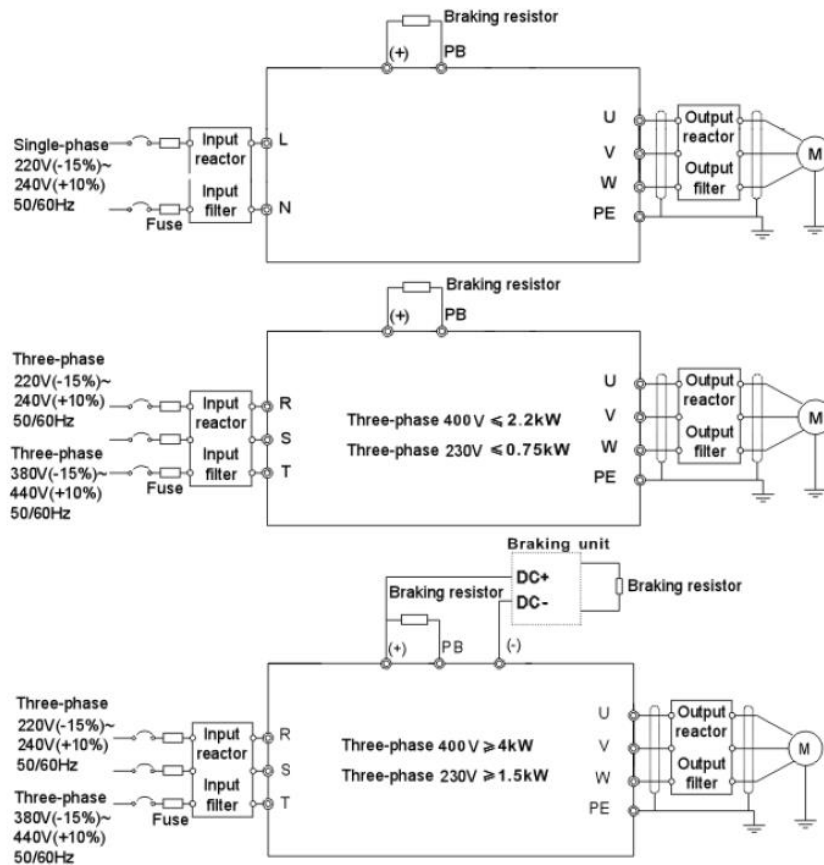 Braking resistor
(+) PB
Single-phase
220V(-15%)~
240V(+10%)
50/60Hz
Fuse
Input
reactor
Input
filter
L
N
U
V
W
PE
Output
reactor
Output
filter
M
Braking resistor
(+) PB
Three-phase
220V(-15%)~
240V(+10%)
50/60Hz
Three-phase
380V(-15%)~
440V(+10%)
50/60Hz
Fuse
Input
reactor
Input
filter
R
S
T
Three-phase 400V ≤ 2.2kW
Three-phase 230V ≤ 0.75kW
U
V
W
PE
Output
reactor
Output
filter
M
Braking unit
DC+
DC-
Braking resistor
Braking resistor
(+) PB (-)
Three-phase
220V(-15%)~
240V(+10%)
50/60Hz
Three-phase
380V(-15%)~
440V(+10%)
50/60Hz
Fuse
Input
reactor
Input
filter
R
S
T
Three-phase 400V ≥ 4kW
Three-phase 230V ≥ 1.5kW
U
V
W
PE
Output
reactor
Output
filter
M